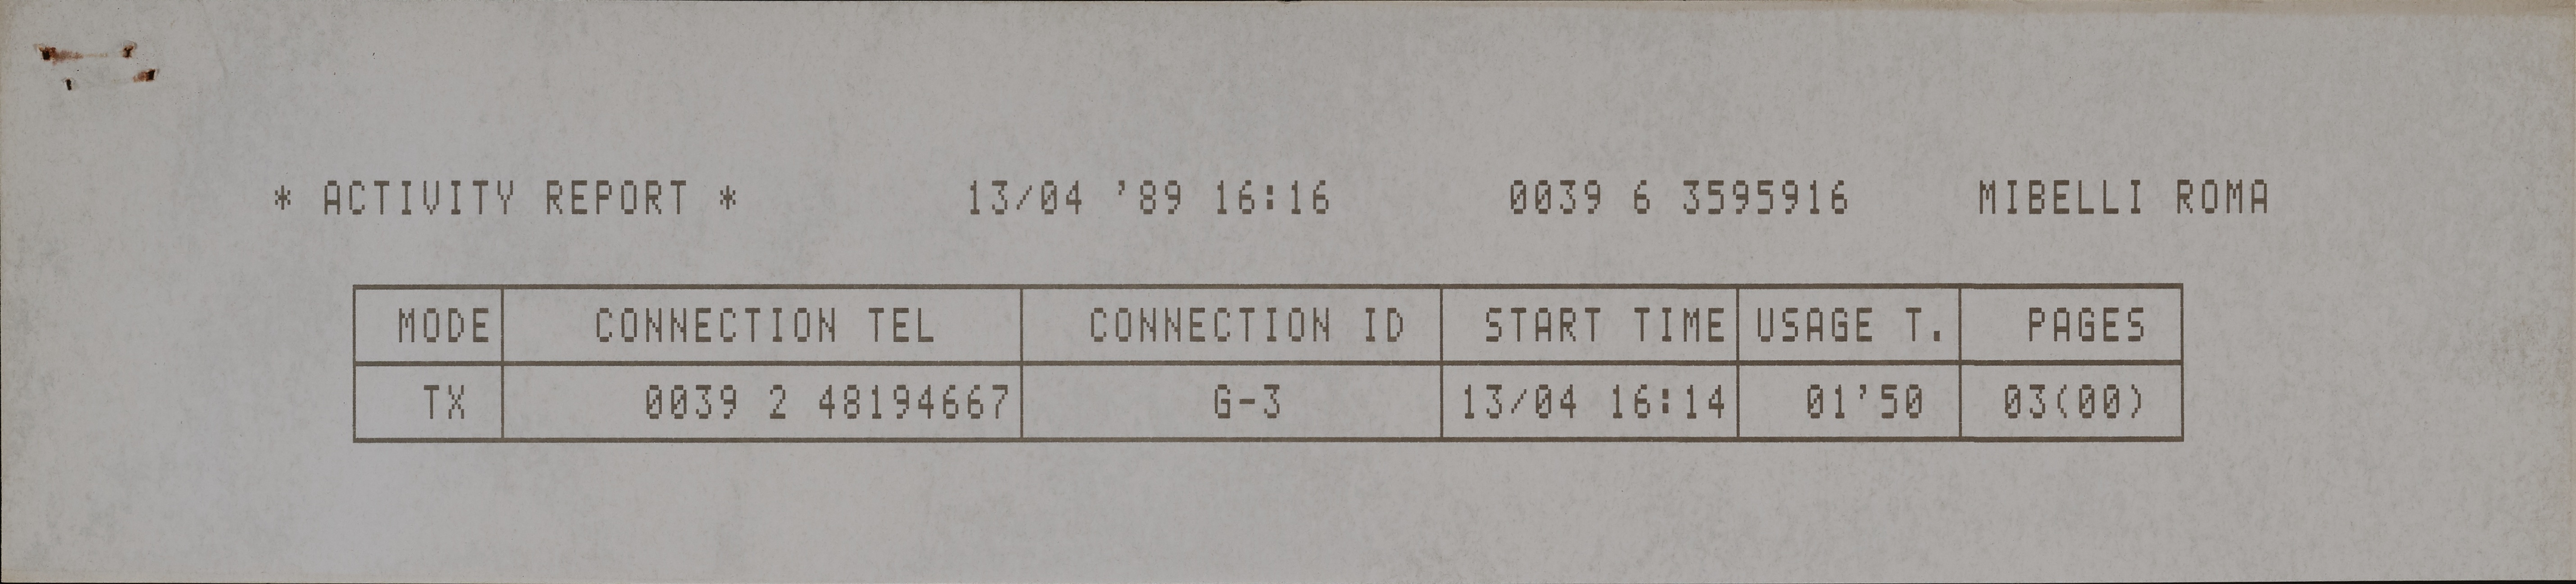 * ACTIVITY REPORT * 13/04 '89 16:16 0039 6 3595916 MIBELLI ROMA
MODE CONNECTION TEL CONNECTION ID START TIME USAGE T. PAGES
TX 0039 2 48194667 G-3 13/04 16:14 01'50 03(00)